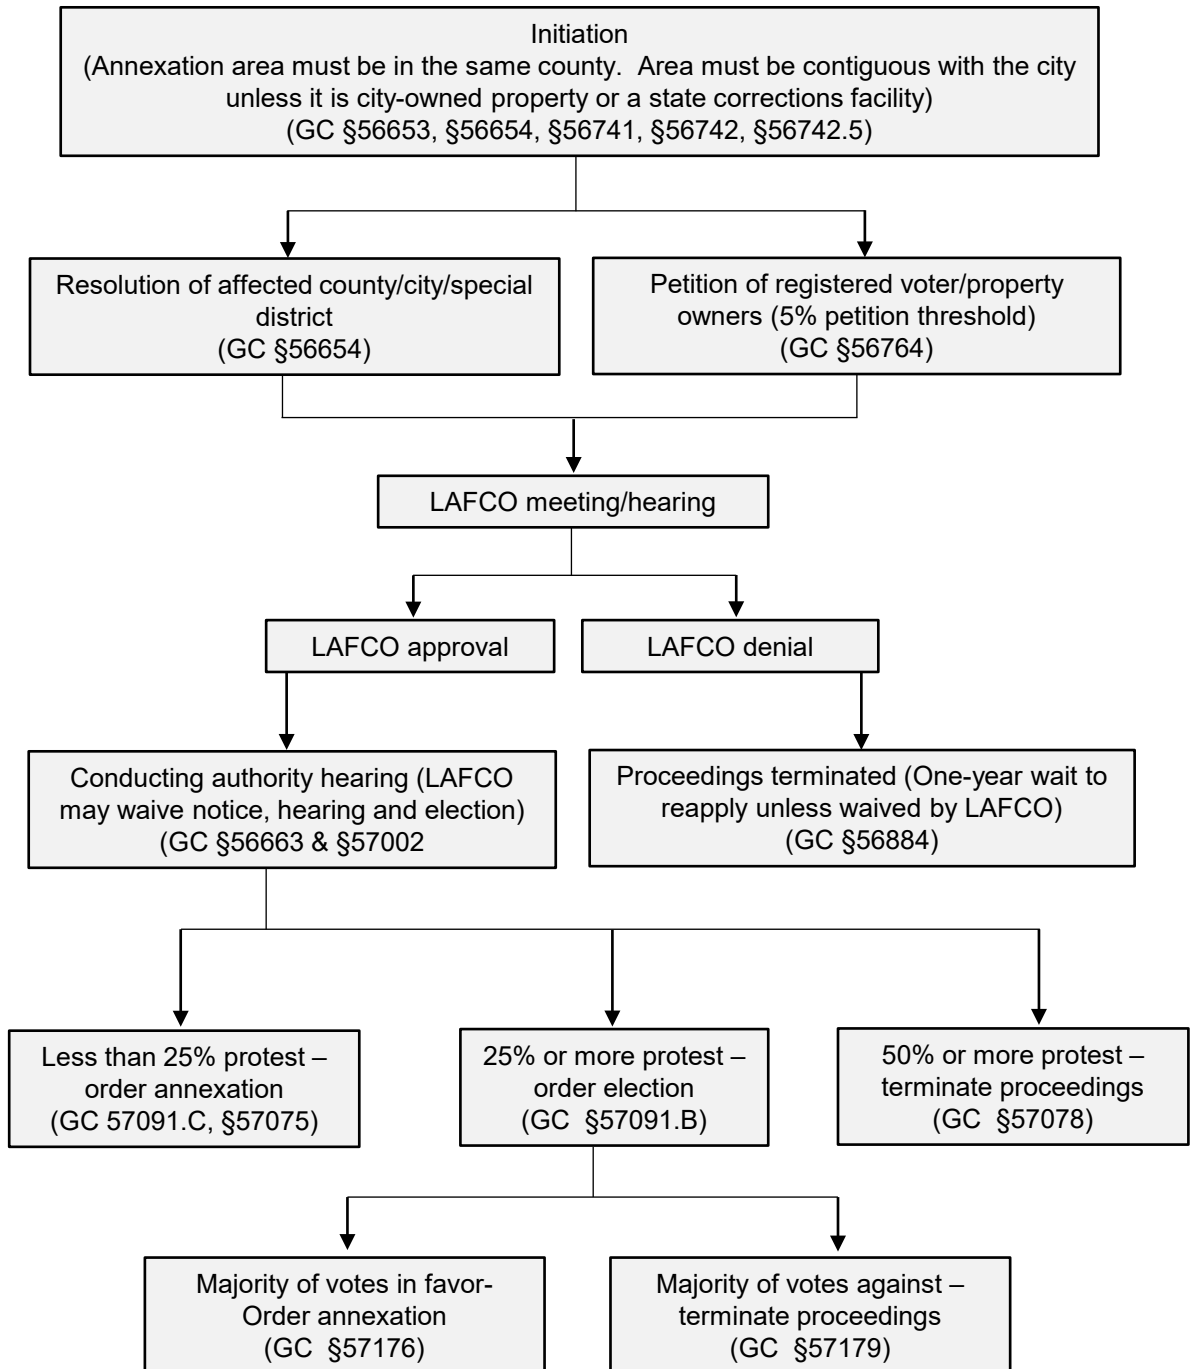 Initiation
(Annexation area must be in the same county.  Area must be contiguous with the city
unless it is city-owned property or a state corrections facility)
(GC §56653, §56654, §56741, §56742, §56742.5)
Resolution of affected county/city/special
district
(GC §56654)
Petition of registered voter/property
owners (5% petition threshold)
(GC §56764)
LAFCO meeting/hearing
LAFCO approval
LAFCO denial
Conducting authority hearing (LAFCO
may waive notice, hearing and election)
(GC §56663 & §57002
Proceedings terminated (One-year wait to
reapply unless waived by LAFCO)
(GC §56884)
Less than 25% protest –
order annexation
(GC 57091.C, §57075)
25% or more protest –
order election
(GC  §57091.B)
50% or more protest –
terminate proceedings
(GC  §57078)
Majority of votes in favor-
Order annexation
(GC  §57176)
Majority of votes against –
terminate proceedings
(GC  §57179)